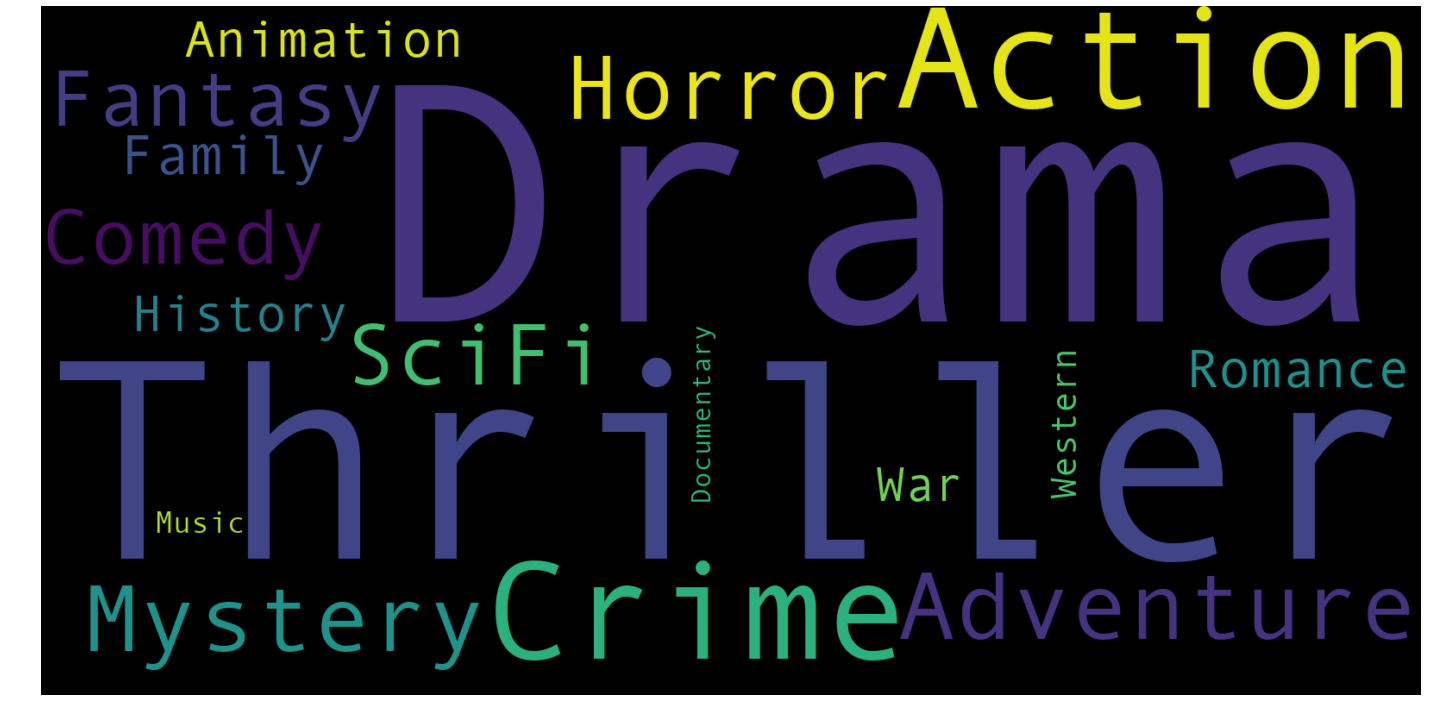 Animation
Horror
Action
Fantasy
Drama
Family
Comedy
History
SciFi
Documentary
Western
Romance
Thriller
War
Music
Mystery
Crime
Adventure